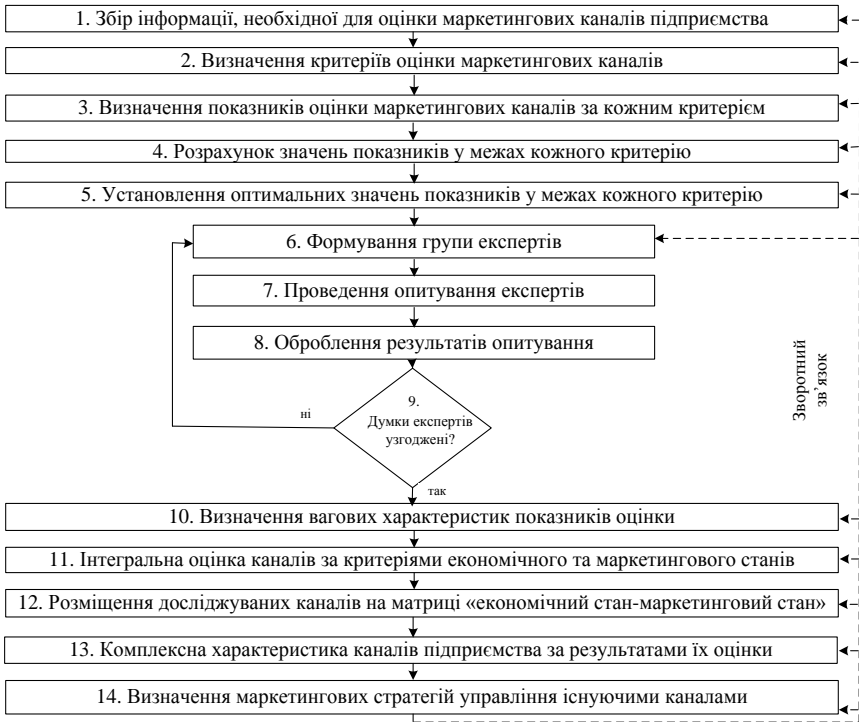 1. Збір інформації, необхідної для оцінки маркетингових каналів підприємства
2. Визначення критеріїв оцінки маркетингових каналів
3. Визначення показників оцінки маркетингових каналів за кожним критерієм
4. Розрахунок значень показників у межах кожного критерію
5. Установлення оптимальних значень показників у межах кожного критерію
6. Формування групи експертів
7. Проведення опитування експертів
8. Оброблення результатів опитування
Зворотний
зв’язок
9.
Думки експертів
узгоджені?
ні
так
10. Визначення вагових характеристик показників оцінки
11. Інтегральна оцінка каналів за критеріями економічного та маркетингового станів
12. Розміщення досліджуваних каналів на матриці «економічний стан-маркетинговий стан»
13. Комплексна характеристика каналів підприємства за результатами їх оцінки
14. Визначення маркетингових стратегій управління існуючими каналами